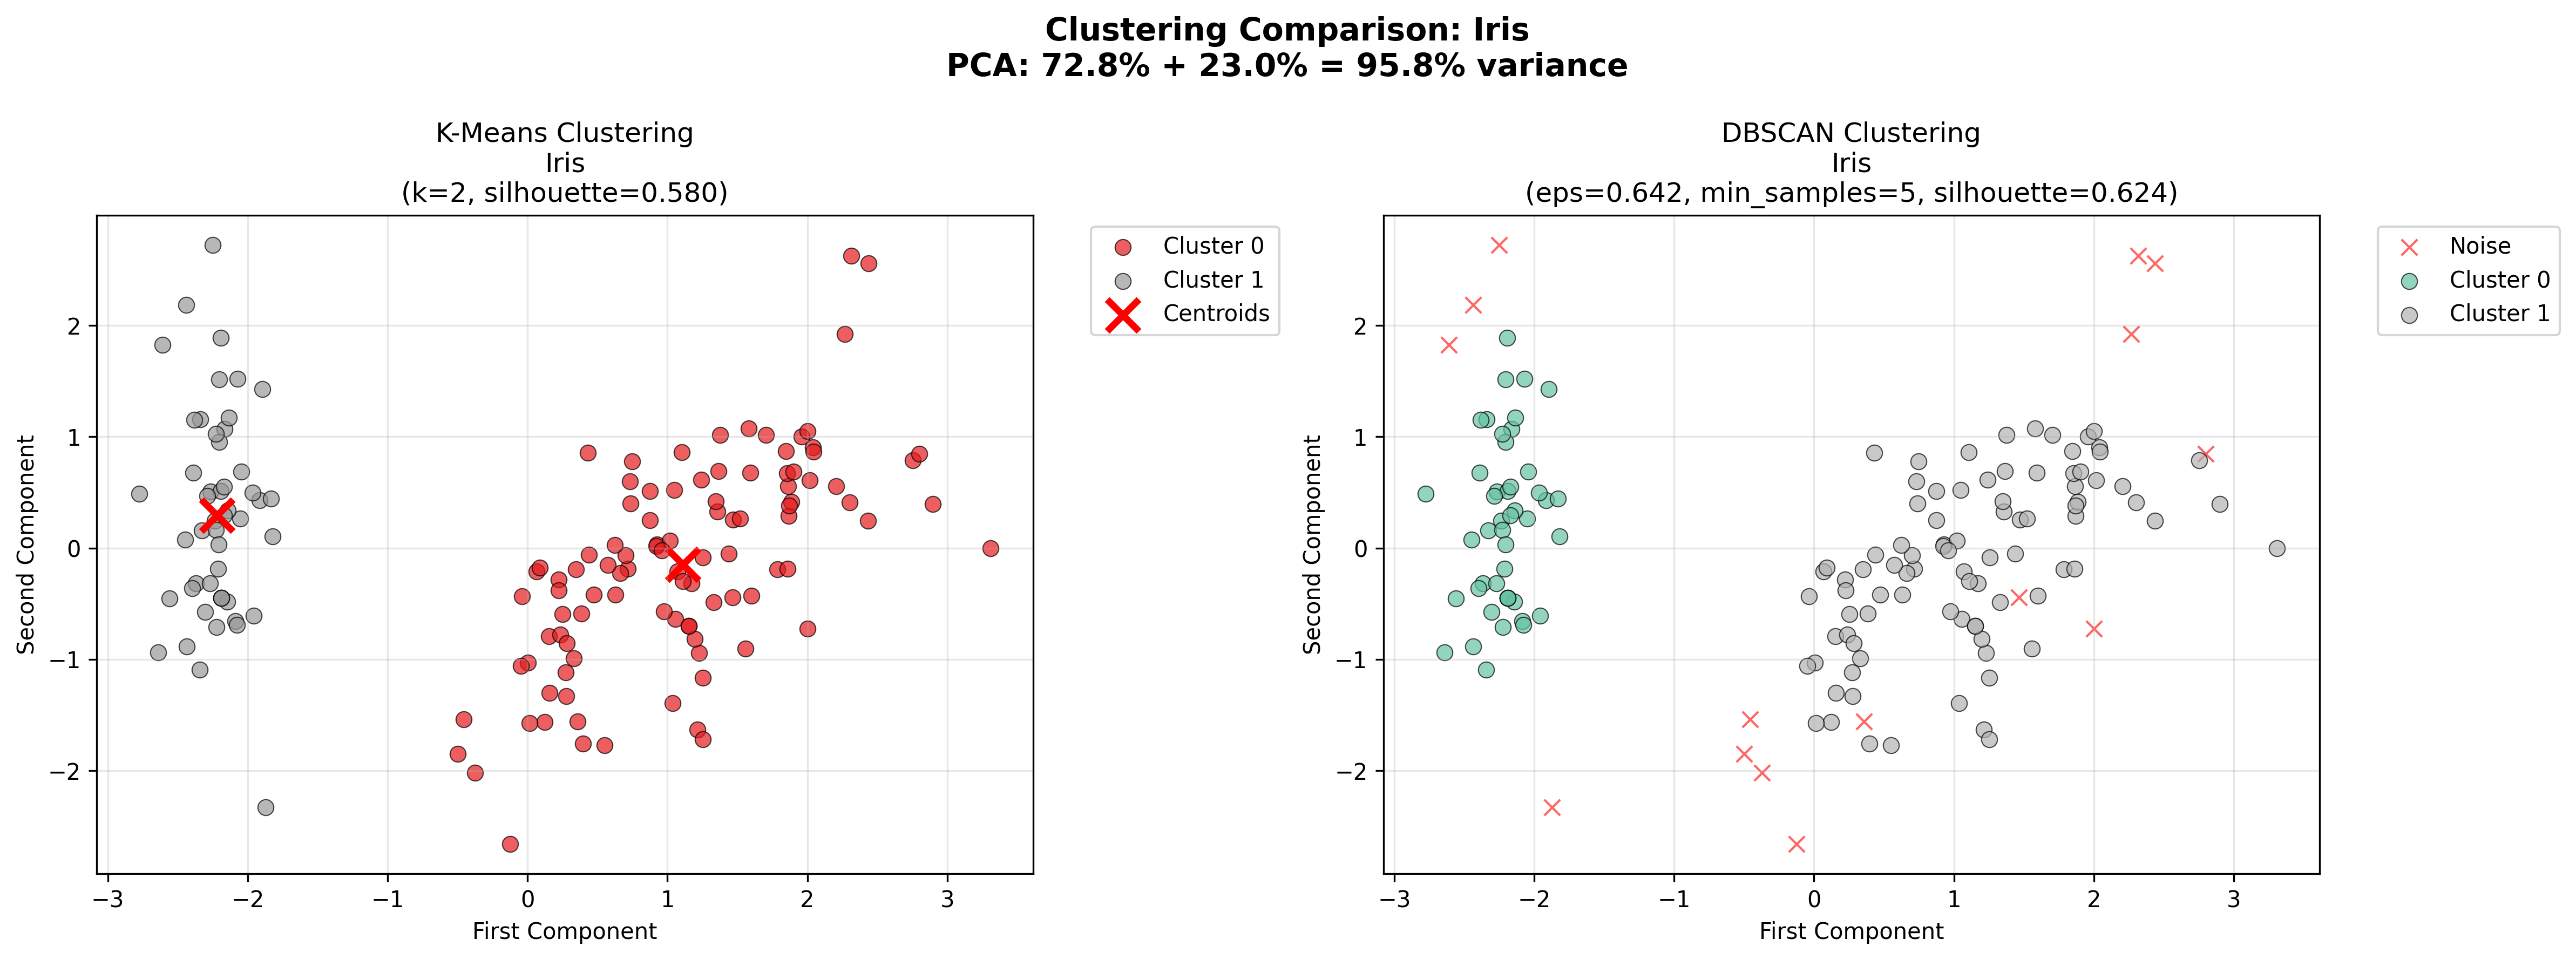 Clustering Comparison: Iris
PCA: 72.8% + 23.0% = 95.8% variance
K-Means Clustering
Iris
(k=2, silhouette=0.580)
Second Component
2
1
0
−1
−2
−3
−2
−1
0
1
2
3
First Component
Cluster 0
Cluster 1
Centroids
DBSCAN Clustering
Iris
(eps=0.642, min_samples=5, silhouette=0.624)
Second Component
2
1
0
−1
−2
−3
−2
−1
0
1
2
3
First Component
Noise
Cluster 0
Cluster 1